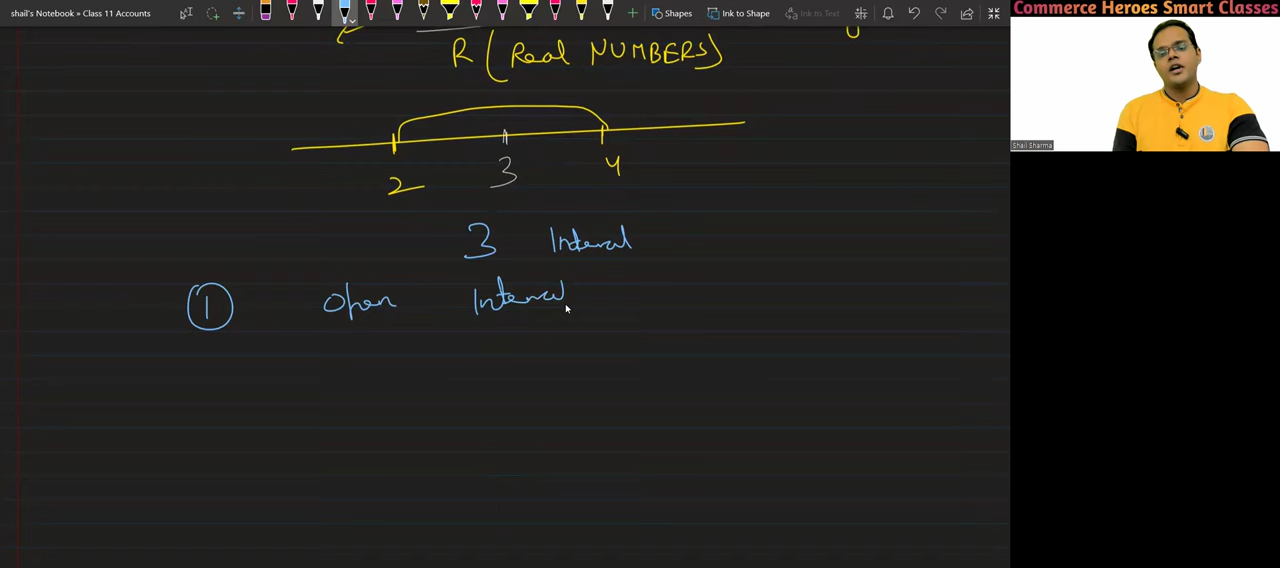 shail's Notebook » Class 11 Accounts
Shapes
Ink to Shape
Ink to Text
Commerce Heroes Smart Classes
R (Real NUMBERS)
2 3 4
3 Interval
1 Open Interval
Shail Sharma